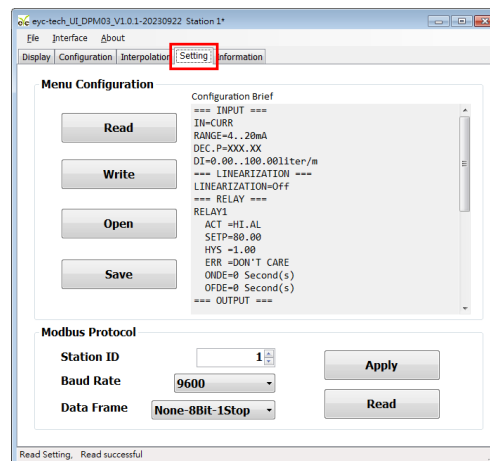 eyc-tech_UI_DPM03_V1.0.1-20230922 Station 1*
File Interface About
Display Configuration Interpolation Setting Information
Menu Configuration
Configuration Brief
Read
Write
Open
Save
=== INPUT ===
IN=CURR
RANGE=4..20mA
DEC.P=XXX.XX
DI=0.00..100.00liter/m
=== LINEARIZATION ===
LINEARIZATION=Off
=== RELAY ===
RELAY1
ACT =HI.AL
SETP=80.00
HYS =1.00
ERR =DON'T CARE
ONDE=0 Second(s)
OFDE=0 Second(s)
=== OUTPUT ===
Modbus Protocol
Station ID 1
Baud Rate 9600
Data Frame None-8Bit-1Stop
Apply
Read
Read Setting, Read successful